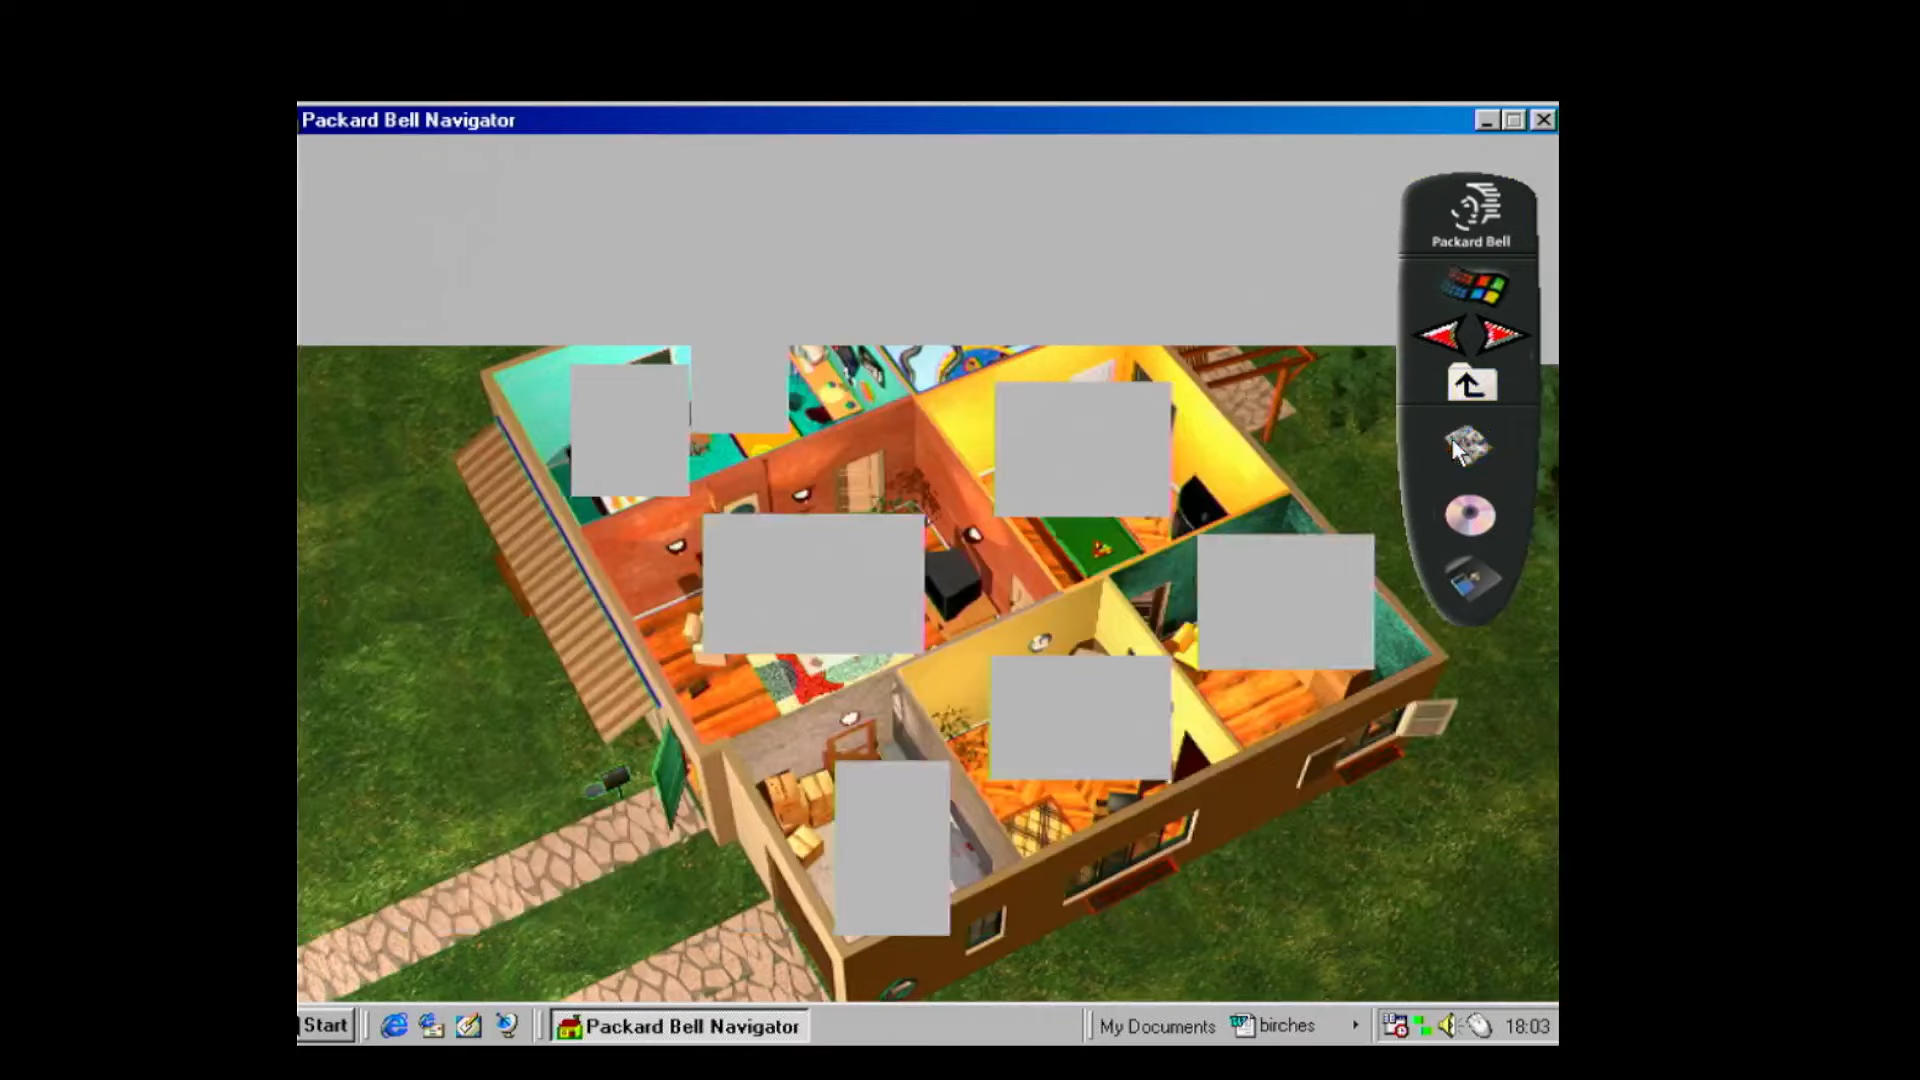 Packard Bell Navigator
Packard Bell
Start
Packard Bell Navigator
My Documents
birches
18:03